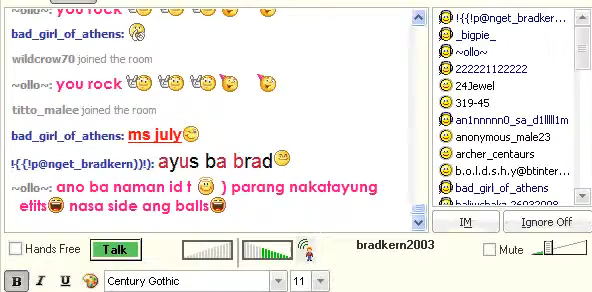 ~ollo~: you rock
bad_girl_of_athens:
wildcrow70 joined the room
~ollo~: you rock
titto_malee joined the room
bad_girl_of_athens: ms july
!{{!p@nget_bradkern))!): ayus ba brad
~ollo~: ano ba naman id t ) parang nakatayung
etits nasa side ang balls
!{{!p@nget_bradkern...
_bigpie_
~ollo~
222221122222
24Jewel
319-45
an1nnnnn0_sa_d1lllll1m
anonymous_male23
archer_centaurs
b.o.l.d.s.h.y@btinter...
bad_girl_of_athens
IM
Ignore Off
Hands Free
Talk
bradkern2003
Mute
B I U
Century Gothic
11